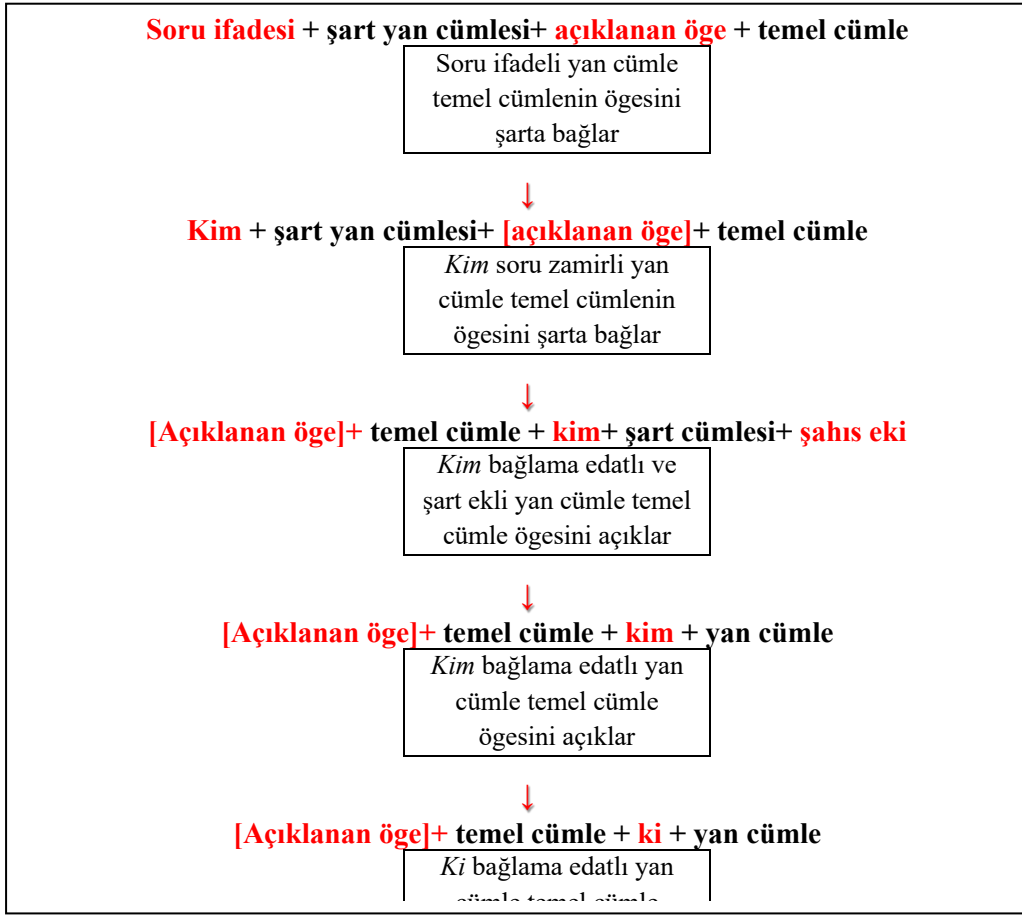 Soru ifadesi + şart yan cümlesi+ açıklanan öge + temel cümle
Soru ifadeli yan cümle
temel cümlenin ögesini
şarta bağlar
↓
Kim + şart yan cümlesi+ [açıklanan öge]+ temel cümle
Kim soru zamirli yan
cümle temel cümlenin
ögesini şarta bağlar
↓
[Açıklanan öge]+ temel cümle + kim+ şart cümlesi+ şahıs eki
Kim bağlama edatlı ve
şart ekli yan cümle temel
cümle ögesini açıklar
↓
[Açıklanan öge]+ temel cümle + kim + yan cümle
Kim bağlama edatlı yan
cümle temel cümle
ögesini açıklar
↓
[Açıklanan öge]+ temel cümle + ki + yan cümle
Ki bağlama edatlı yan
cümle temel cümle